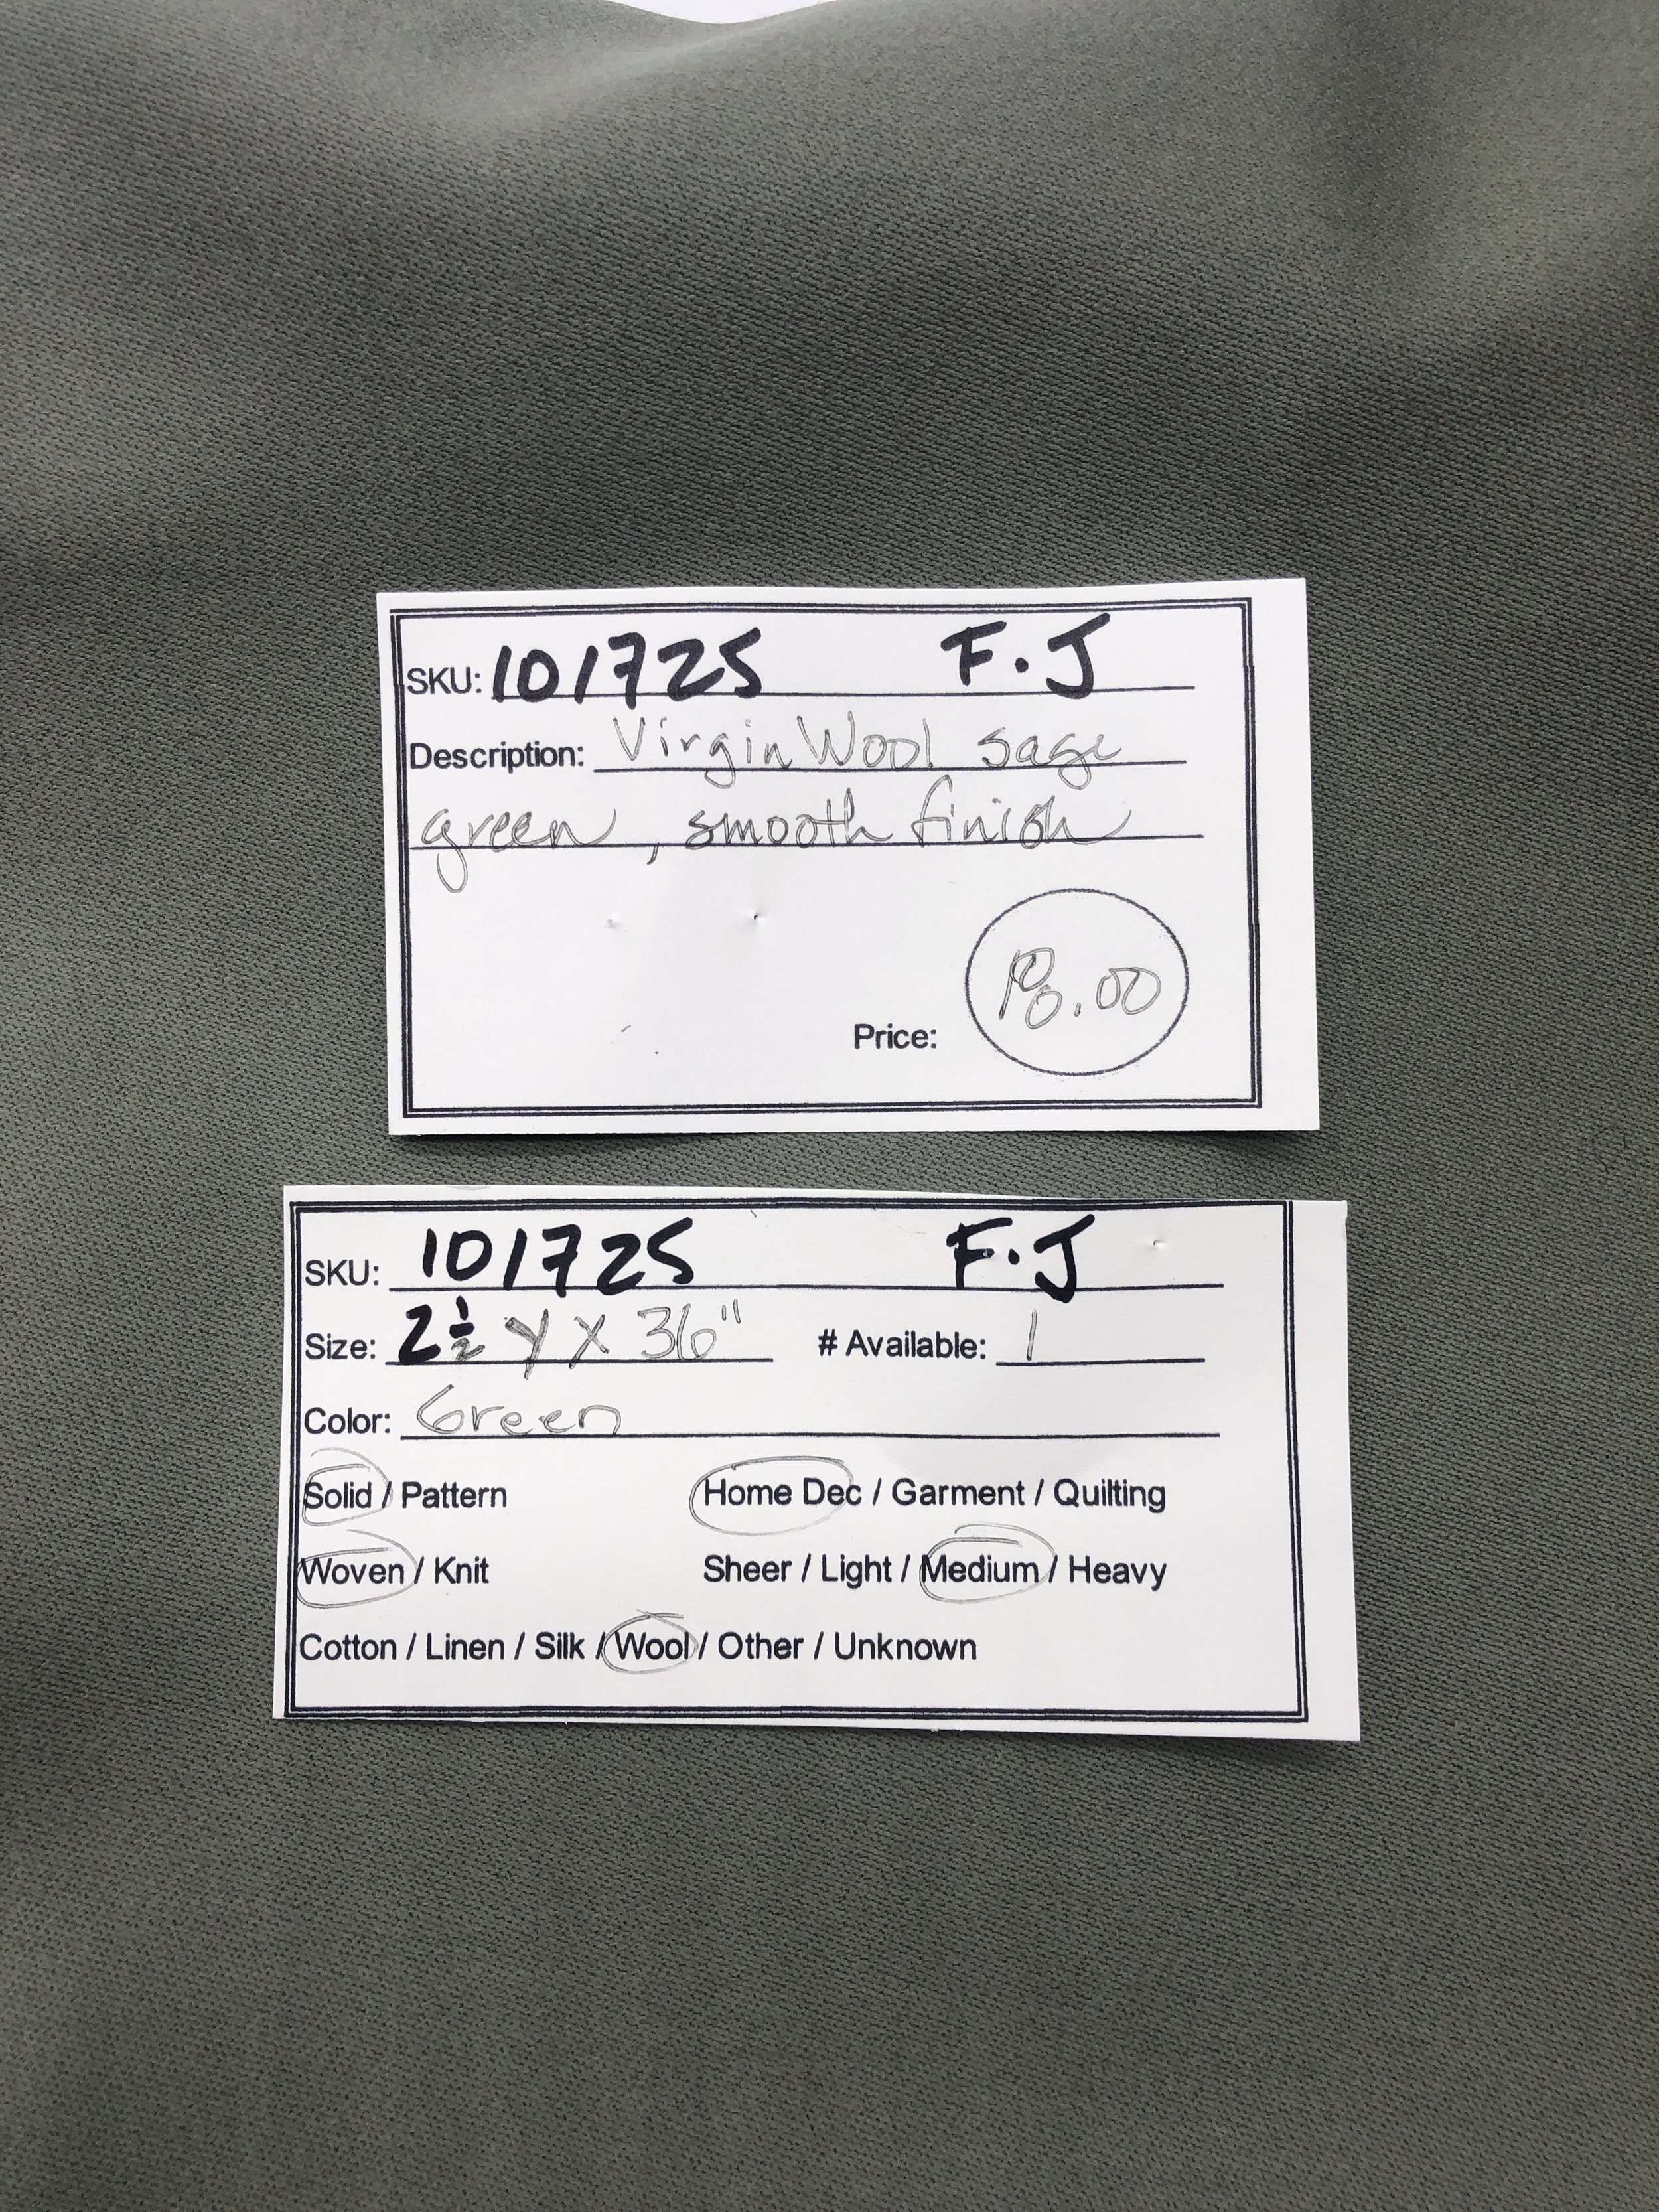 SKU: 101725 F.J
Description: Virgin Wool sage
green, smooth finish
18.00
Price:
SKU: 101725 F.J
Size: 2½ y x 36" # Available: 1
Color: Green
Solid / Pattern Home Dec / Garment / Quilting
Woven / Knit Sheer / Light / Medium / Heavy
Cotton / Linen / Silk / Wool / Other / Unknown